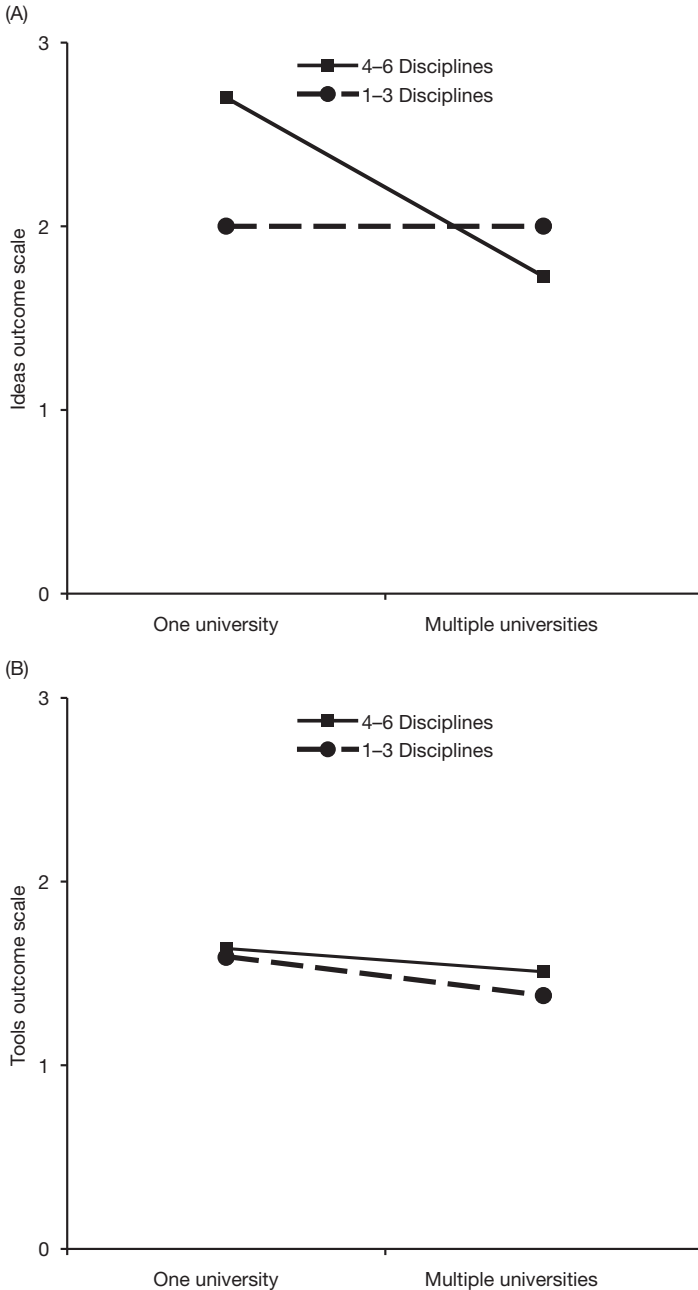 (A)
3
4–6 Disciplines
1–3 Disciplines
2
Ideas outcome scale
1
0
One university Multiple universities
(B)
3
4–6 Disciplines
1–3 Disciplines
2
Tools outcome scale
1
0
One university Multiple universities